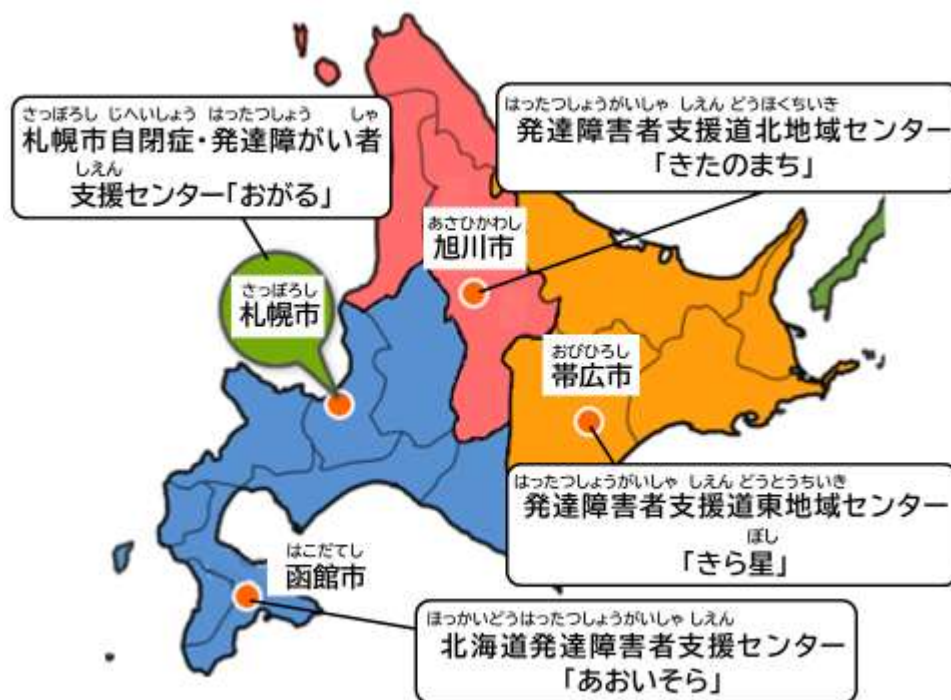 さっぽろし じへいしょう はったつしょう しゃ
札幌市自閉症・発達障がい者
しえん
支援センター「おがる」
はったつしょうがいしゃ しえん どうほくちいき
発達障害者支援道北地域センター
「きたのまち」
あさひかわし
旭川市
さっぽろし
札幌市
おびひろし
帯広市
はったつしょうがいしゃ しえん どうとうちいき
発達障害者支援道東地域センター
ぼし
「きら星」
はこだてし
函館市
ほっかいどうはったつしょうがいしゃ しえん
北海道発達障害者支援センター
「あおいそら」